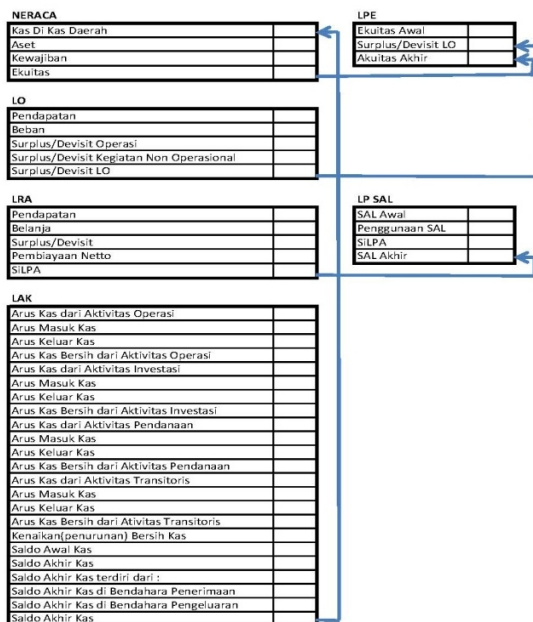 NERACA
Kas Di Kas Daerah
Aset
Kewajiban
Ekuitas
LPE
Ekuitas Awal
Surplus/Devisit LO
Akuitas Akhir
LO
Pendapatan
Beban
Surplus/Devisit Operasi
Surplus/Devisit Kegiatan Non Operasional
Surplus/Devisit LO
LRA
Pendapatan
Belanja
Surplus/Devisit
Pembiayaan Netto
SILPA
LP SAL
SAL Awal
Penggunaan SAL
SiLPA
SAL Akhir
LAK
Arus Kas dari Aktivitas Operasi
Arus Masuk Kas
Arus Keluar Kas
Arus Kas Bersih dari Aktivitas Operasi
Arus Kas dari Aktivitas Investasi
Arus Masuk Kas
Arus Keluar Kas
Arus Kas Bersih dari Aktivitas Investasi
Arus Kas dari Aktivitas Pendanaan
Arus Masuk Kas
Arus Keluar Kas
Arus Kas Bersih dari Aktivitas Pendanaan
Arus Kas dari Aktivitas Transitoris
Arus Masuk Kas
Arus Keluar Kas
Arus Kas Bersih dari Ativitas Transitoris
Kenaikan(penurunan) Bersih Kas
Saldo Awal Kas
Saldo Akhir Kas
Saldo Akhir Kas terdiri dari :
Saldo Akhir Kas di Bendahara Penerimaan
Saldo Akhir Kas di Bendahara Pengeluaran
Saldo Akhir Kas